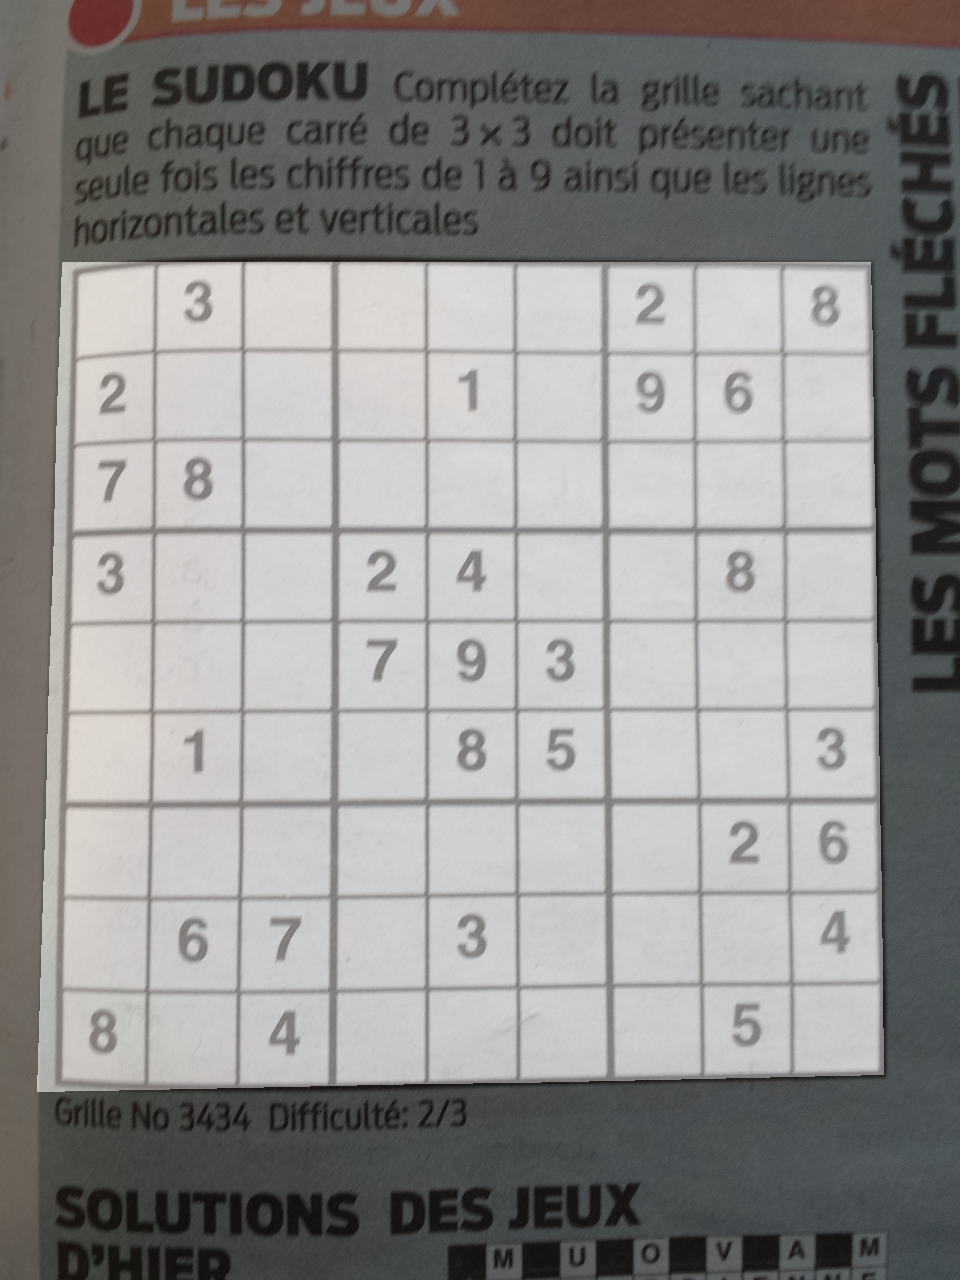 LES JEUX
LE SUDOKU Complétez la grille sachant
que chaque carré de 3 x 3 doit présenter une
seule fois les chiffres de 1 à 9 ainsi que les lignes
horizontales et verticales
3 2 8
2 1 9 6
7 8
3 2 4 8
7 9 3
1 8 5 3
2 6
6 7 3 4
8 4 5
Grille No 3434 Difficulté: 2/3
SOLUTIONS DES JEUX
D'HIER
M U O V A M
LES MOTS FLÉCHÉS